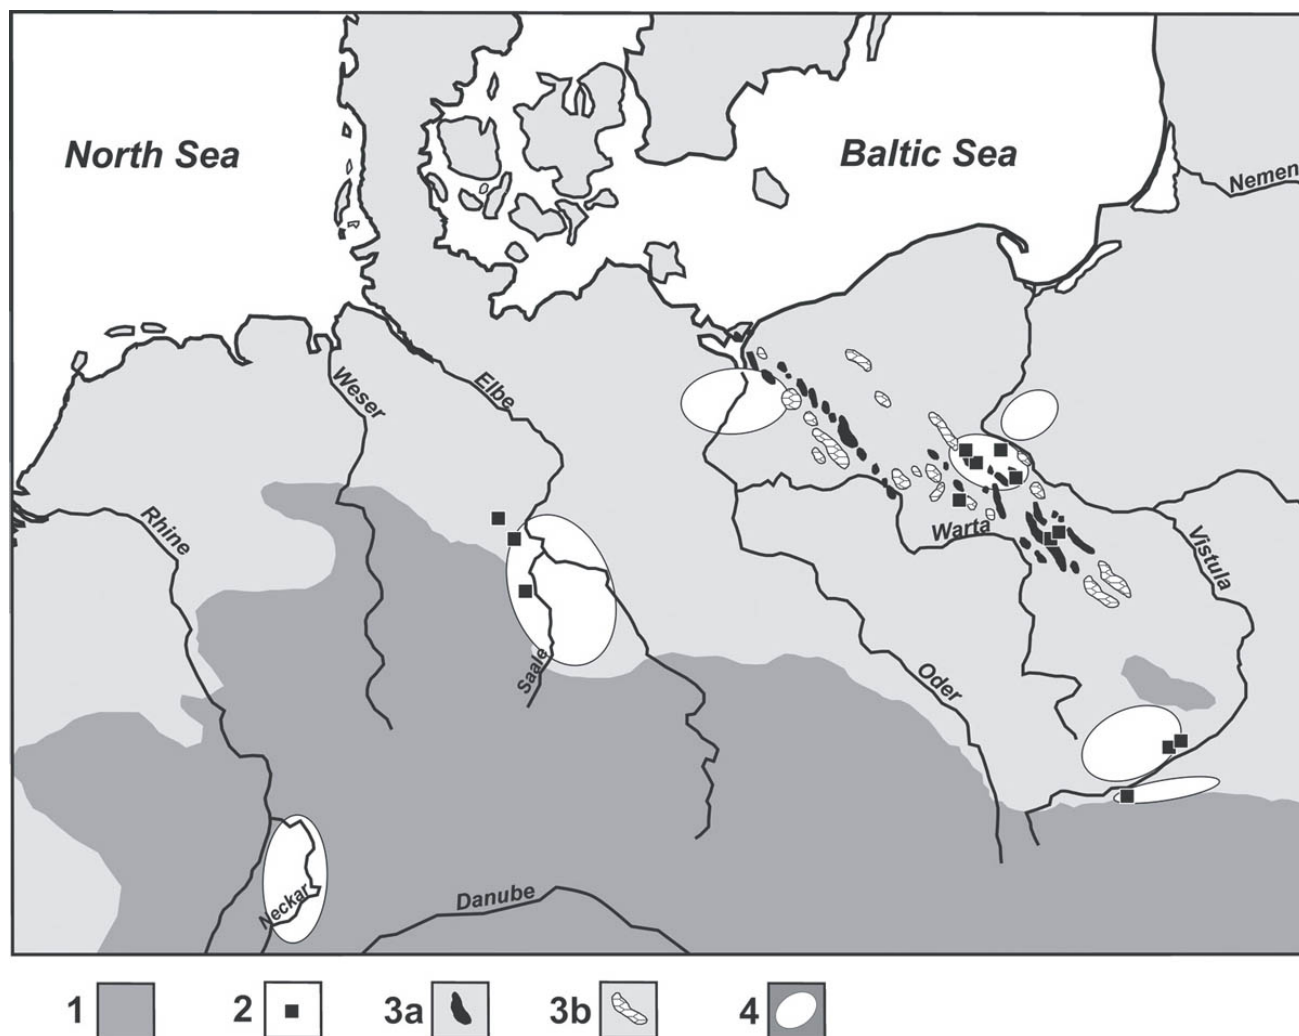 North Sea
Baltic Sea
Nemen
Weser
Elbe
Rhine
Warta
Vistula
Saale
Oder
Neckar
Danube
1 2 3a 3b 4